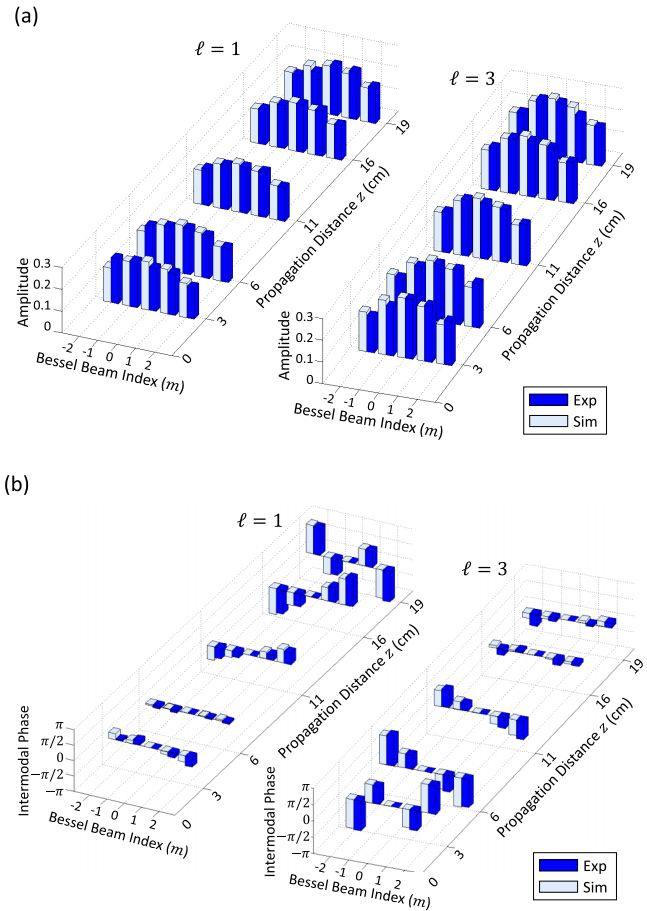 (a)
ℓ = 1
ℓ = 3
19
16
11
6
3
0
Propagation Distance z (cm)
0.3
0.2
0.1
0
Amplitude
-2 -1 0 1 2
Bessel Beam Index (m)
19
16
11
6
3
0
Propagation Distance z (cm)
0.3
0.2
0.1
0
Amplitude
-2 -1 0 1 2
Bessel Beam Index (m)
Exp
Sim
(b)
ℓ = 1
ℓ = 3
19
16
11
6
3
0
Propagation Distance z (cm)
π
π/2
0
−π/2
−π
Intermodal Phase
-2 -1 0 1 2
Bessel Beam Index (m)
19
16
11
6
3
0
Propagation Distance z (cm)
π
π/2
0
−π/2
−π
Intermodal Phase
-2 -1 0 1 2
Bessel Beam Index (m)
Exp
Sim